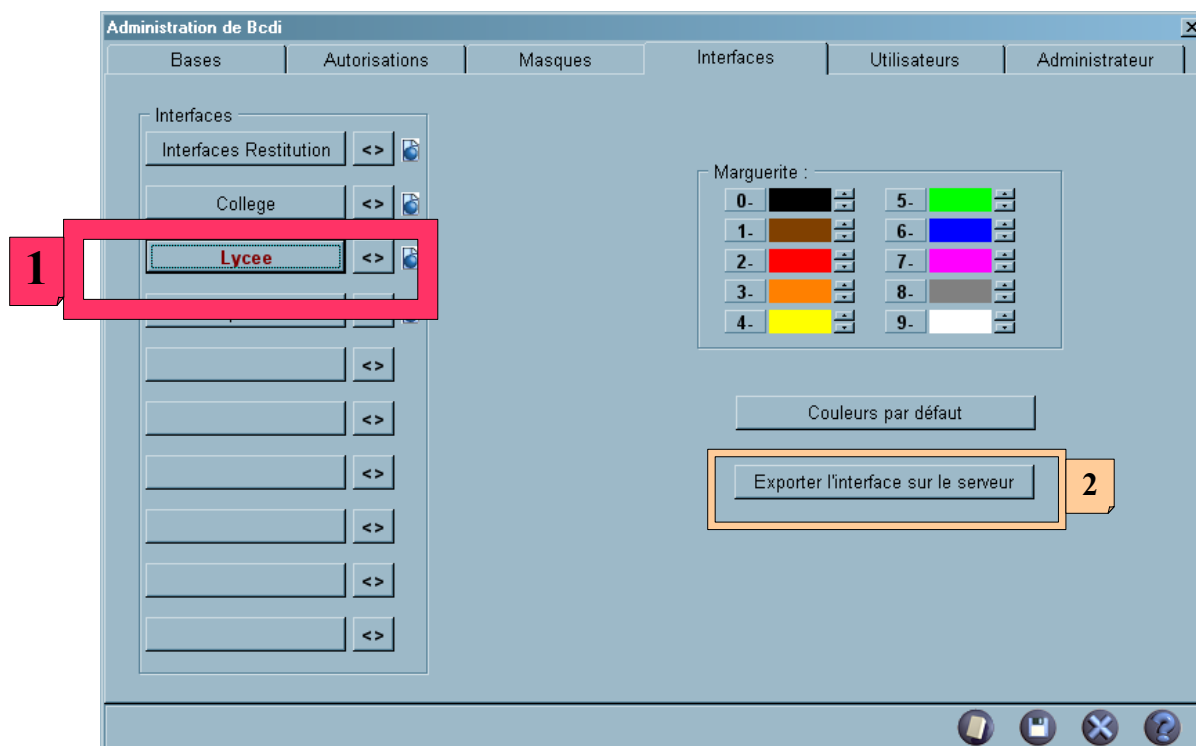 Administration de Bcdi
Bases
Autorisations
Masques
Interfaces
Utilisateurs
Administrateur
Interfaces
Interfaces Restitution
<>
College
<>
1
Lycee
<>
<>
<>
<>
<>
<>
<>
Marguerite :
0-
5-
1-
6-
2-
7-
3-
8-
4-
9-
Couleurs par défaut
Exporter l'interface sur le serveur
2